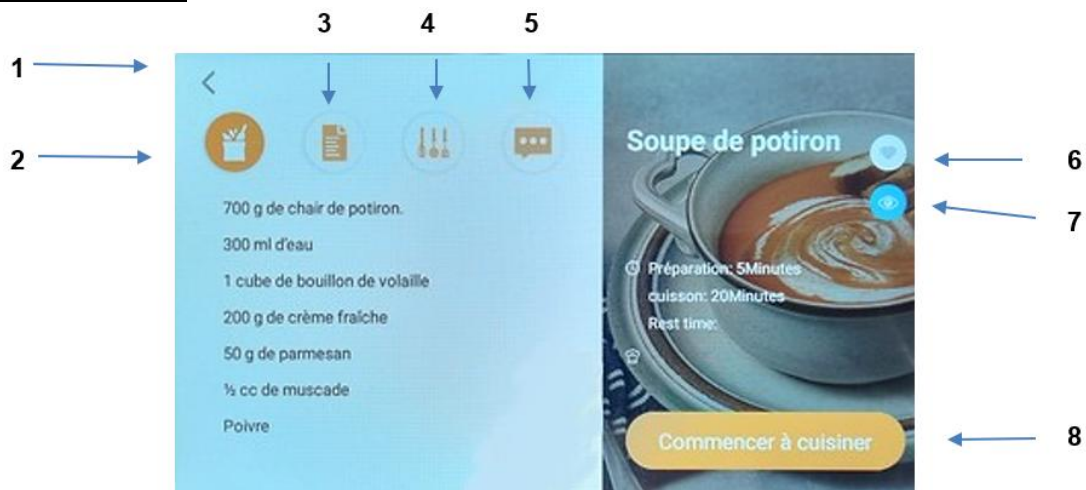 3 4 5
1
2
6
7
8
Soupe de potiron
700 g de chair de potiron.
300 ml d'eau
1 cube de bouillon de volaille
200 g de crème fraîche
50 g de parmesan
½ cc de muscade
Poivre
Préparation: 5Minutes
cuisson: 20Minutes
Rest time:
Commencer à cuisiner